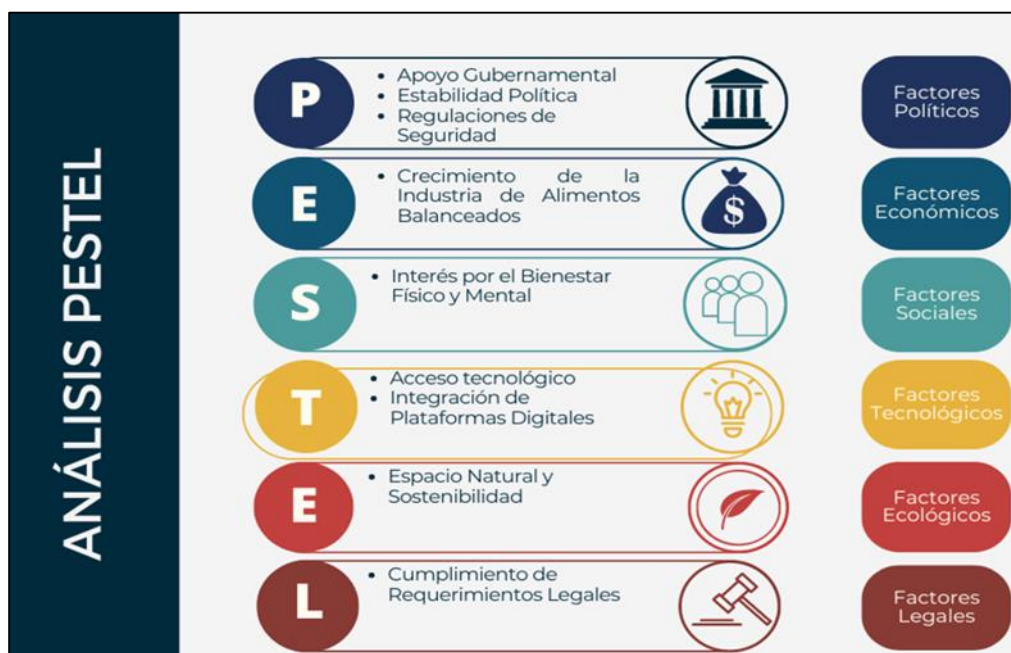 ANÁLISIS PESTEL
P
• Apoyo Gubernamental
• Estabilidad Política
• Regulaciones de
Seguridad
Factores
Políticos
E
• Crecimiento de la
Industria de Alimentos
Balanceados
$
Factores
Económicos
S
• Interés por el Bienestar
Físico y Mental
Factores
Sociales
T
• Acceso tecnológico
• Integración de
Plataformas Digitales
Factores
Tecnológicos
E
• Espacio Natural y
Sostenibilidad
Factores
Ecológicos
L
• Cumplimiento de
Requerimientos Legales
Factores
Legales